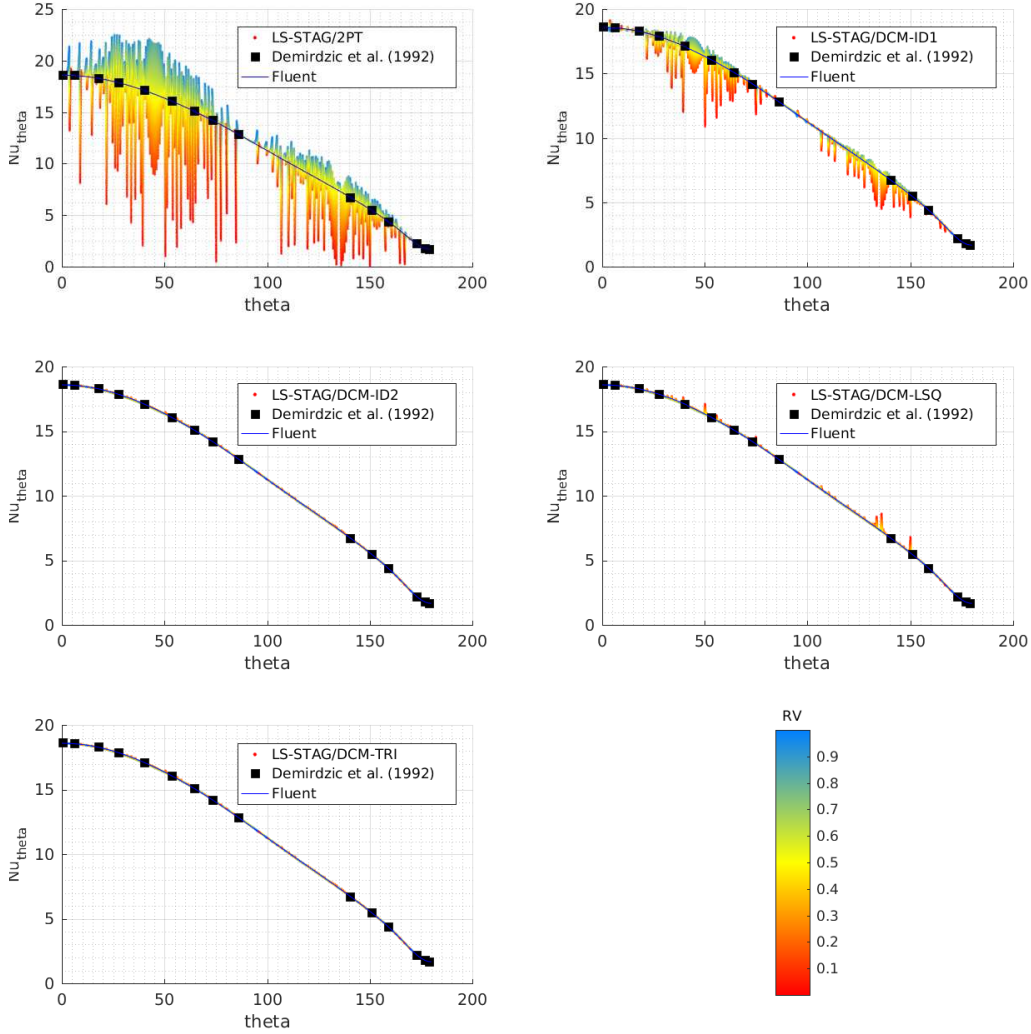 25
20
15
10
5
0
0
50
100
150
200
Nu_theta
theta
LS-STAG/2PT
Demirdzic et al. (1992)
Fluent
20
15
10
5
0
0
50
100
150
200
Nu_theta
theta
LS-STAG/DCM-ID1
Demirdzic et al. (1992)
Fluent
20
15
10
5
0
0
50
100
150
200
Nu_theta
theta
LS-STAG/DCM-ID2
Demirdzic et al. (1992)
Fluent
20
15
10
5
0
0
50
100
150
200
Nu_theta
theta
LS-STAG/DCM-LSQ
Demirdzic et al. (1992)
Fluent
20
15
10
5
0
0
50
100
150
200
Nu_theta
theta
LS-STAG/DCM-TRI
Demirdzic et al. (1992)
Fluent
RV
0.9
0.8
0.7
0.6
0.5
0.4
0.3
0.2
0.1